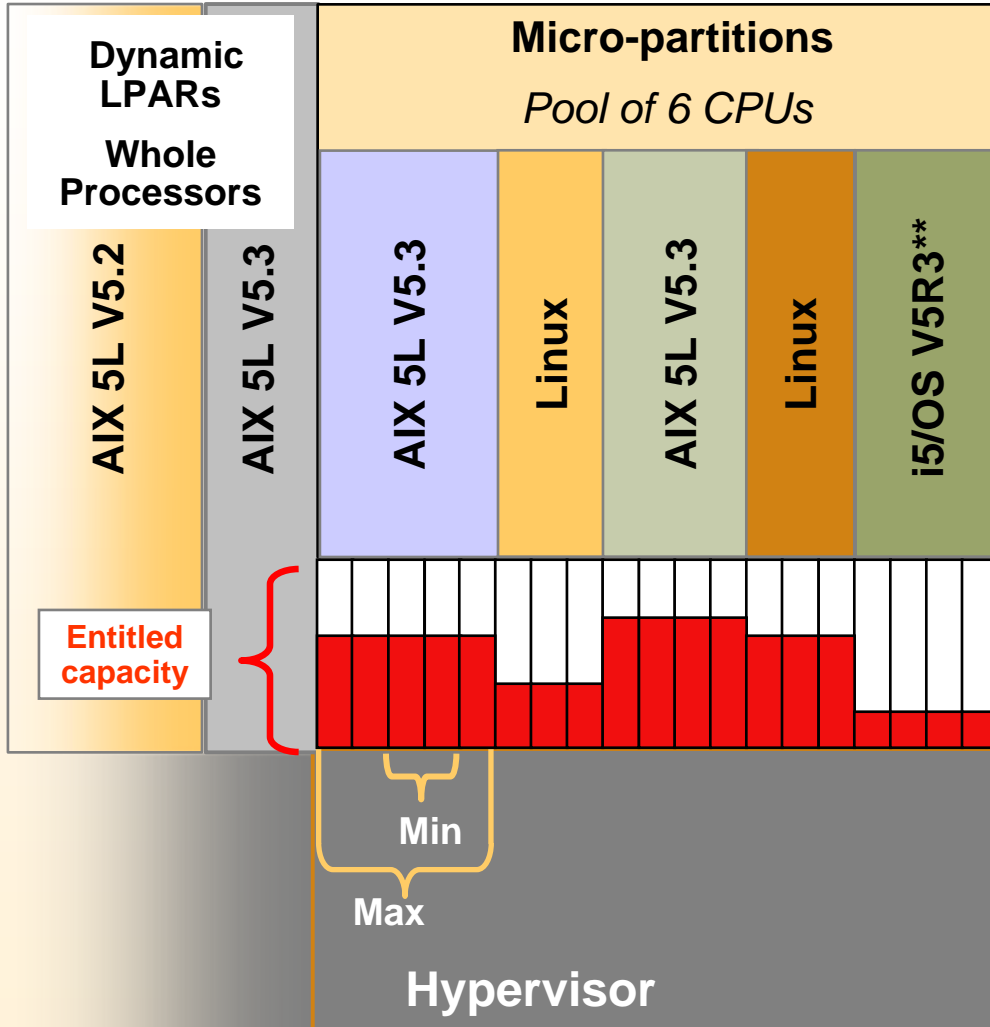 Dynamic
LPARs
Whole
Processors
Micro-partitions
Pool of 6 CPUs
AIX 5L V5.2
AIX 5L V5.3
AIX 5L V5.3
Linux
AIX 5L V5.3
Linux
i5/OS V5R3**
Entitled
capacity
Min
Max
Hypervisor